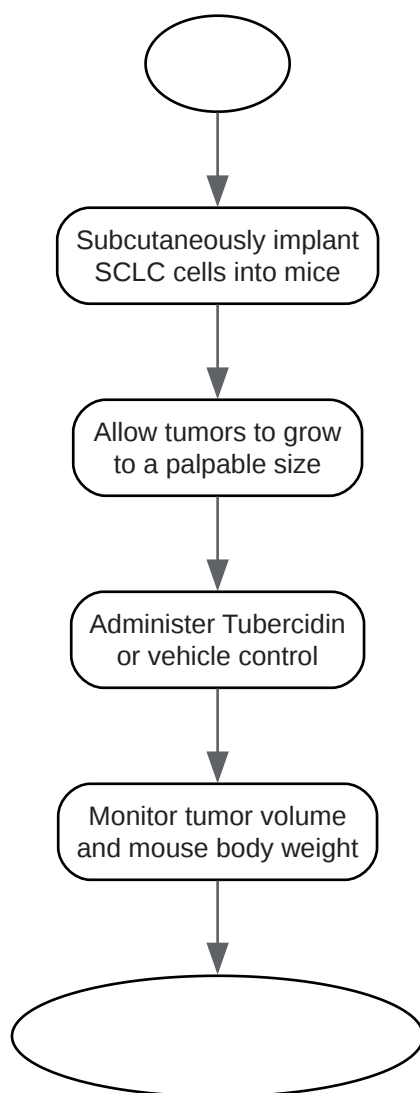 Subcutaneously implant
SCLC cells into mice
Allow tumors to grow
to a palpable size
Administer Tubercidin
or vehicle control
Monitor tumor volume
and mouse body weight